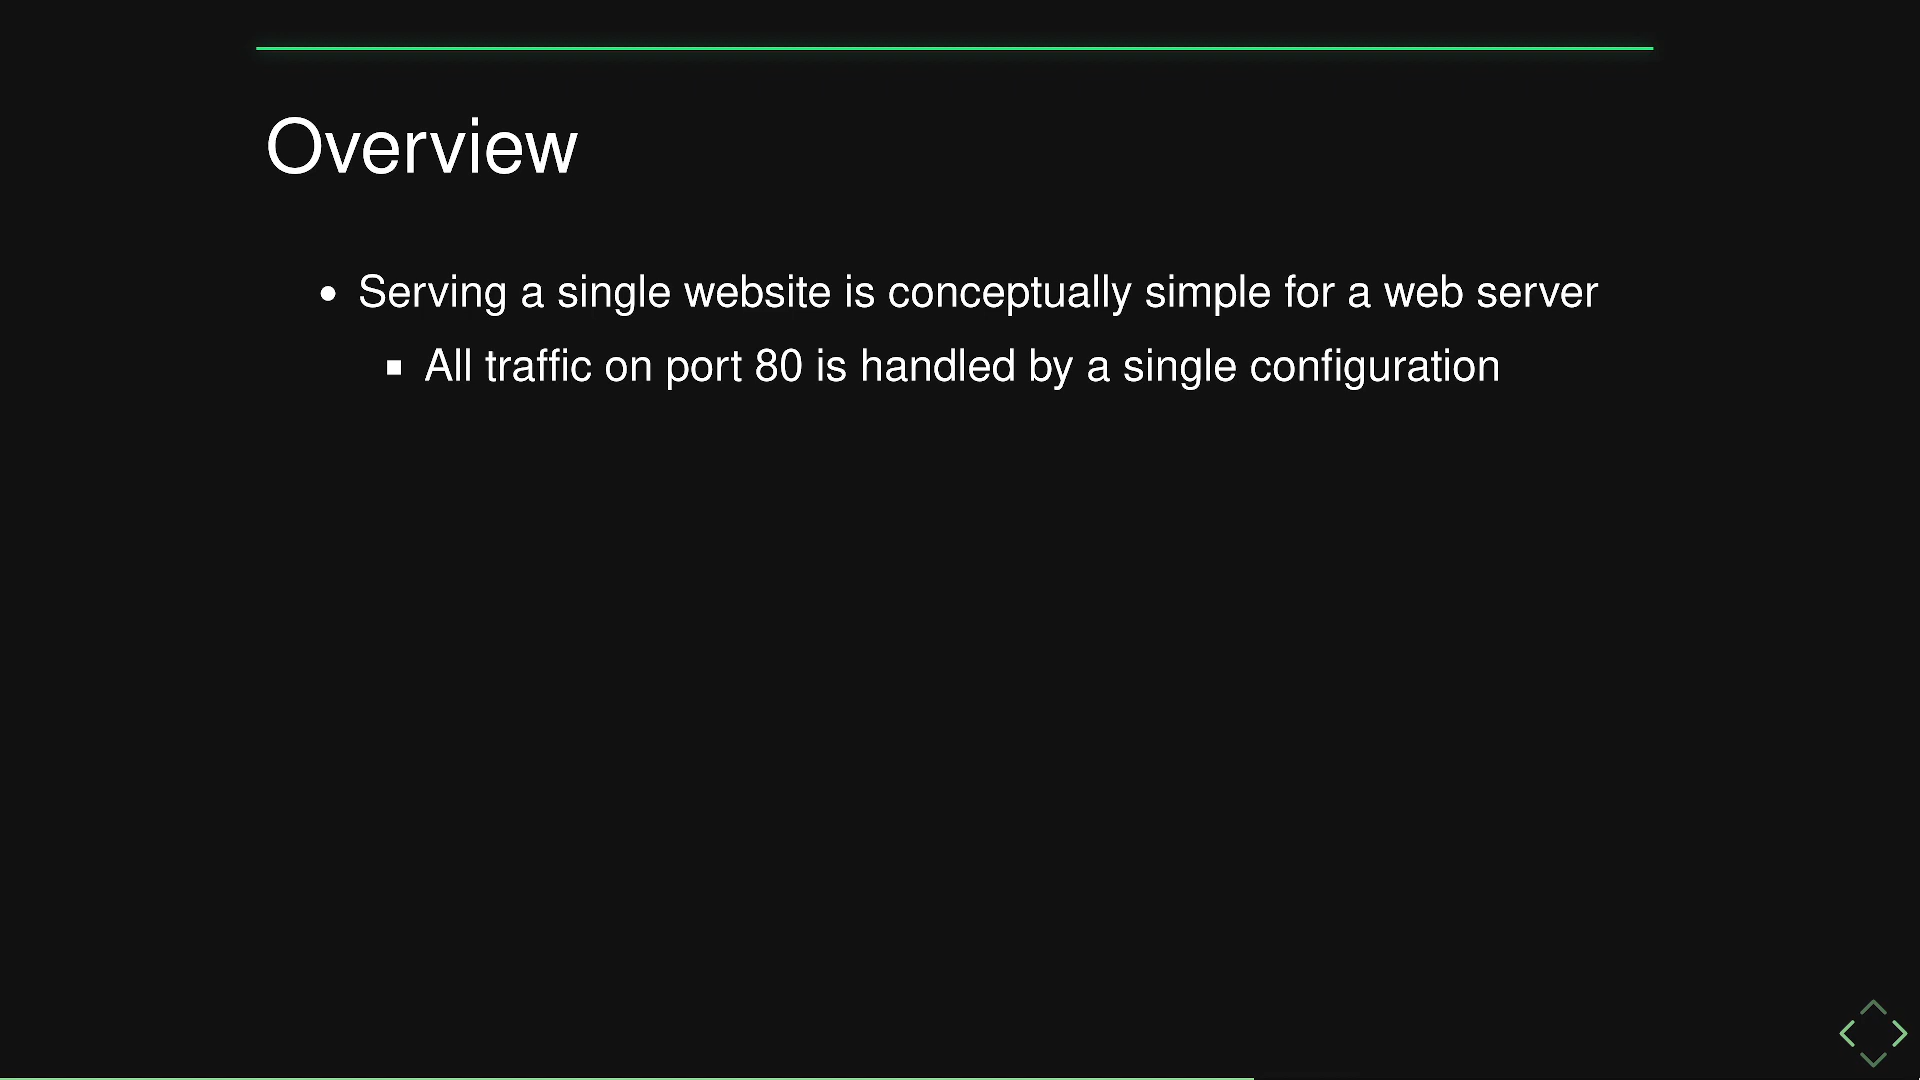 Overview
Serving a single website is conceptually simple for a web server
All traffic on port 80 is handled by a single configuration